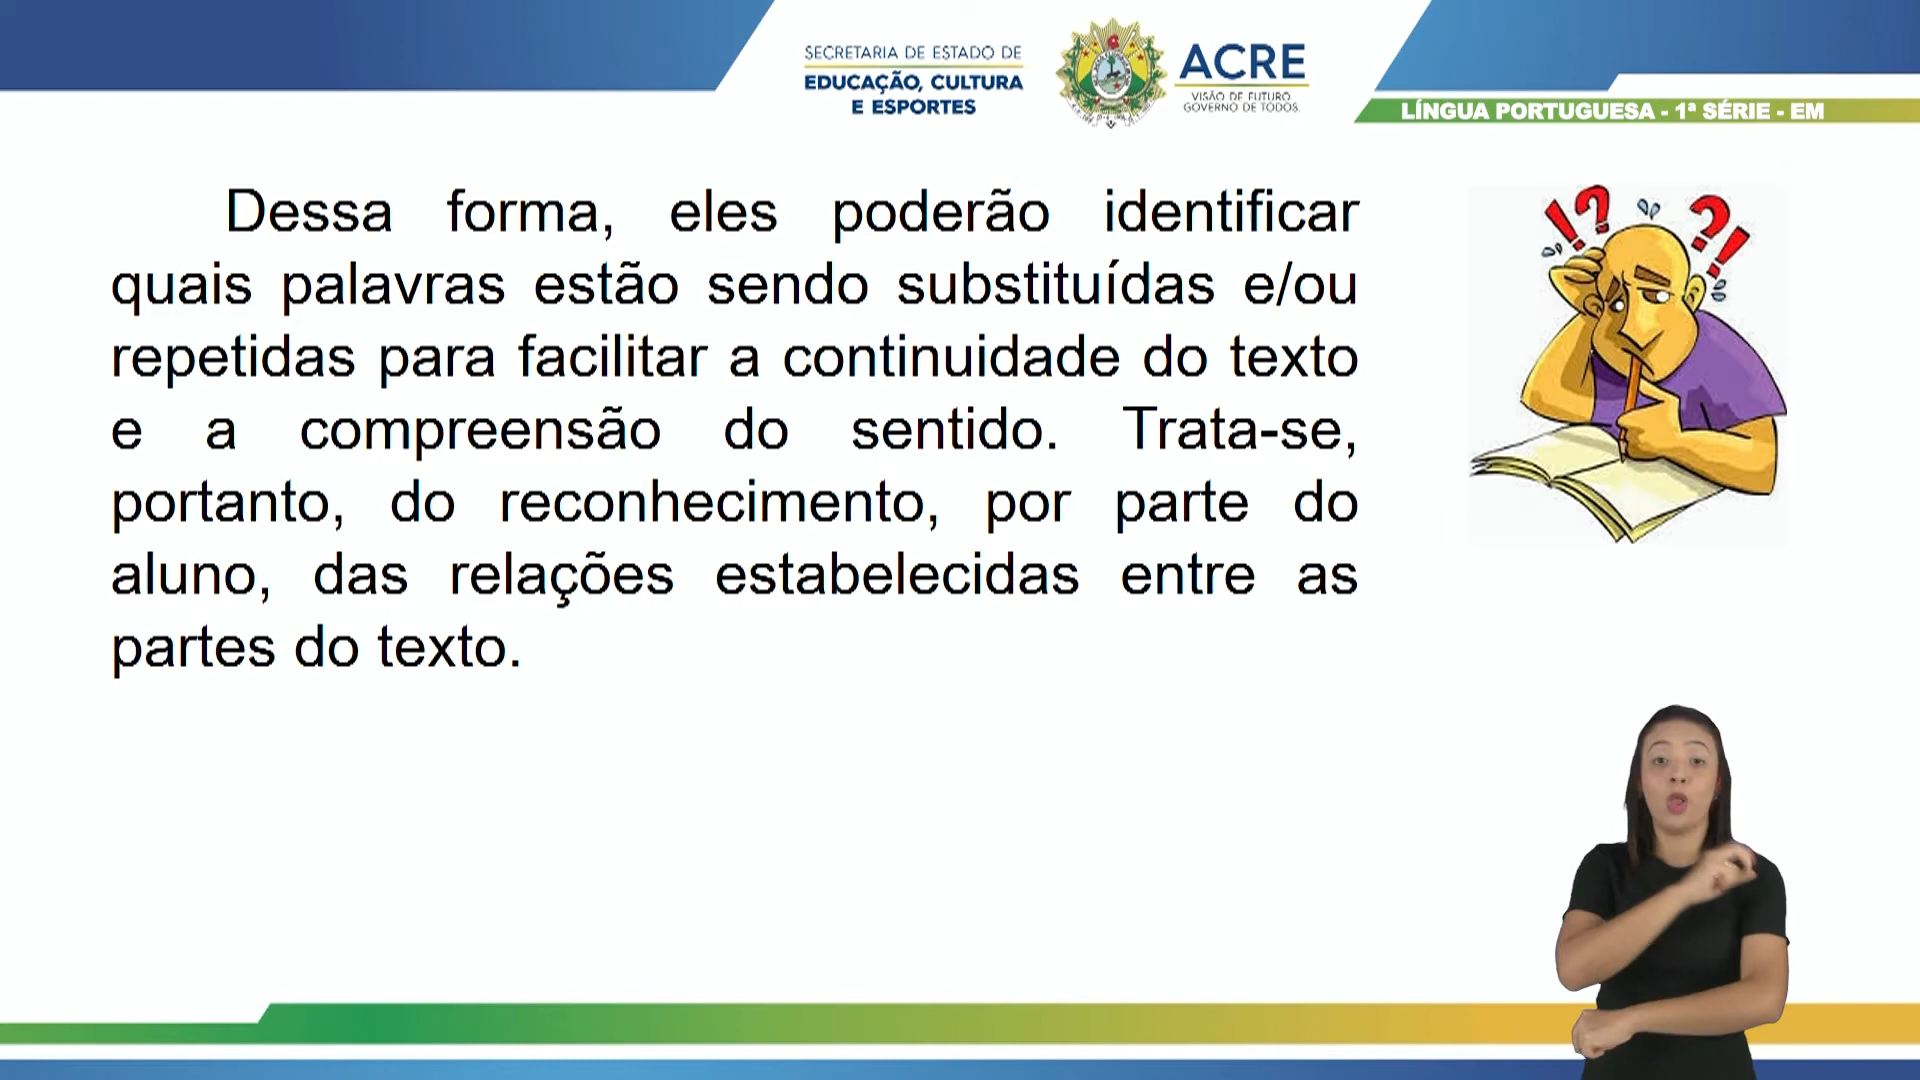 SECRETARIA DE ESTADO DE
EDUCAÇÃO, CULTURA
E ESPORTES
ACRE
VISÃO DE FUTURO
GOVERNO DE TODOS
LÍNGUA PORTUGUESA - 1ª SÉRIE - EM
Dessa forma, eles poderão identificar
quais palavras estão sendo substituídas e/ou
repetidas para facilitar a continuidade do texto
e a compreensão do sentido. Trata-se,
portanto, do reconhecimento, por parte do
aluno, das relações estabelecidas entre as
partes do texto.
!?
?!